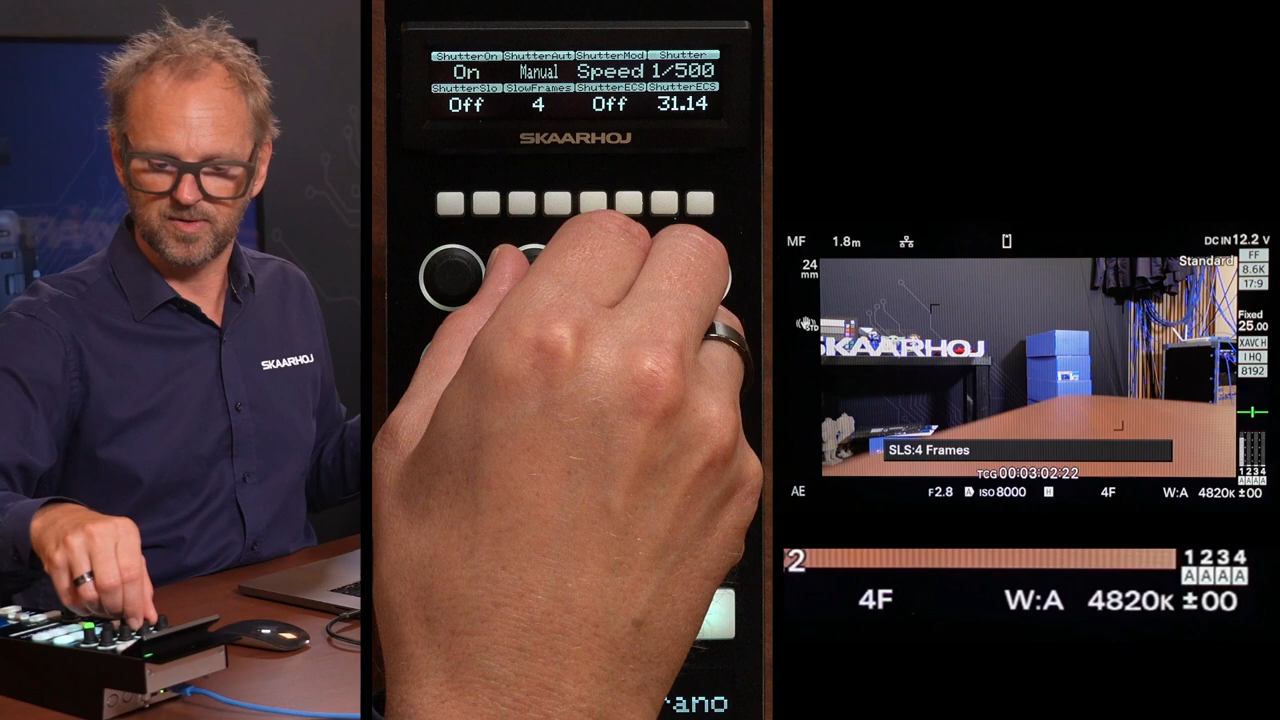 SKAARHOJ
ShutterOn ShutterAut ShutterMod Shutter
On Manual Speed 1/500
ShutterSlo SlowFrames ShutterECS ShutterECS
Off 4 Off 31.14
SKAARHOJ
rano
MF 1.8m DC IN 12.2 V
24 mm
Standard
FF
8.6K
17:9
STD
Fixed
25.00
XAVC H
I HQ
8192
SKAARHOJ
SLS:4 Frames
TCG 00:03:02:22
1 2 3 4
A A A A
AE F2.8 A ISO 8000 H 4F W:A 4820K ±00
2 1 2 3 4
A A A A
4F W:A 4820K ±00